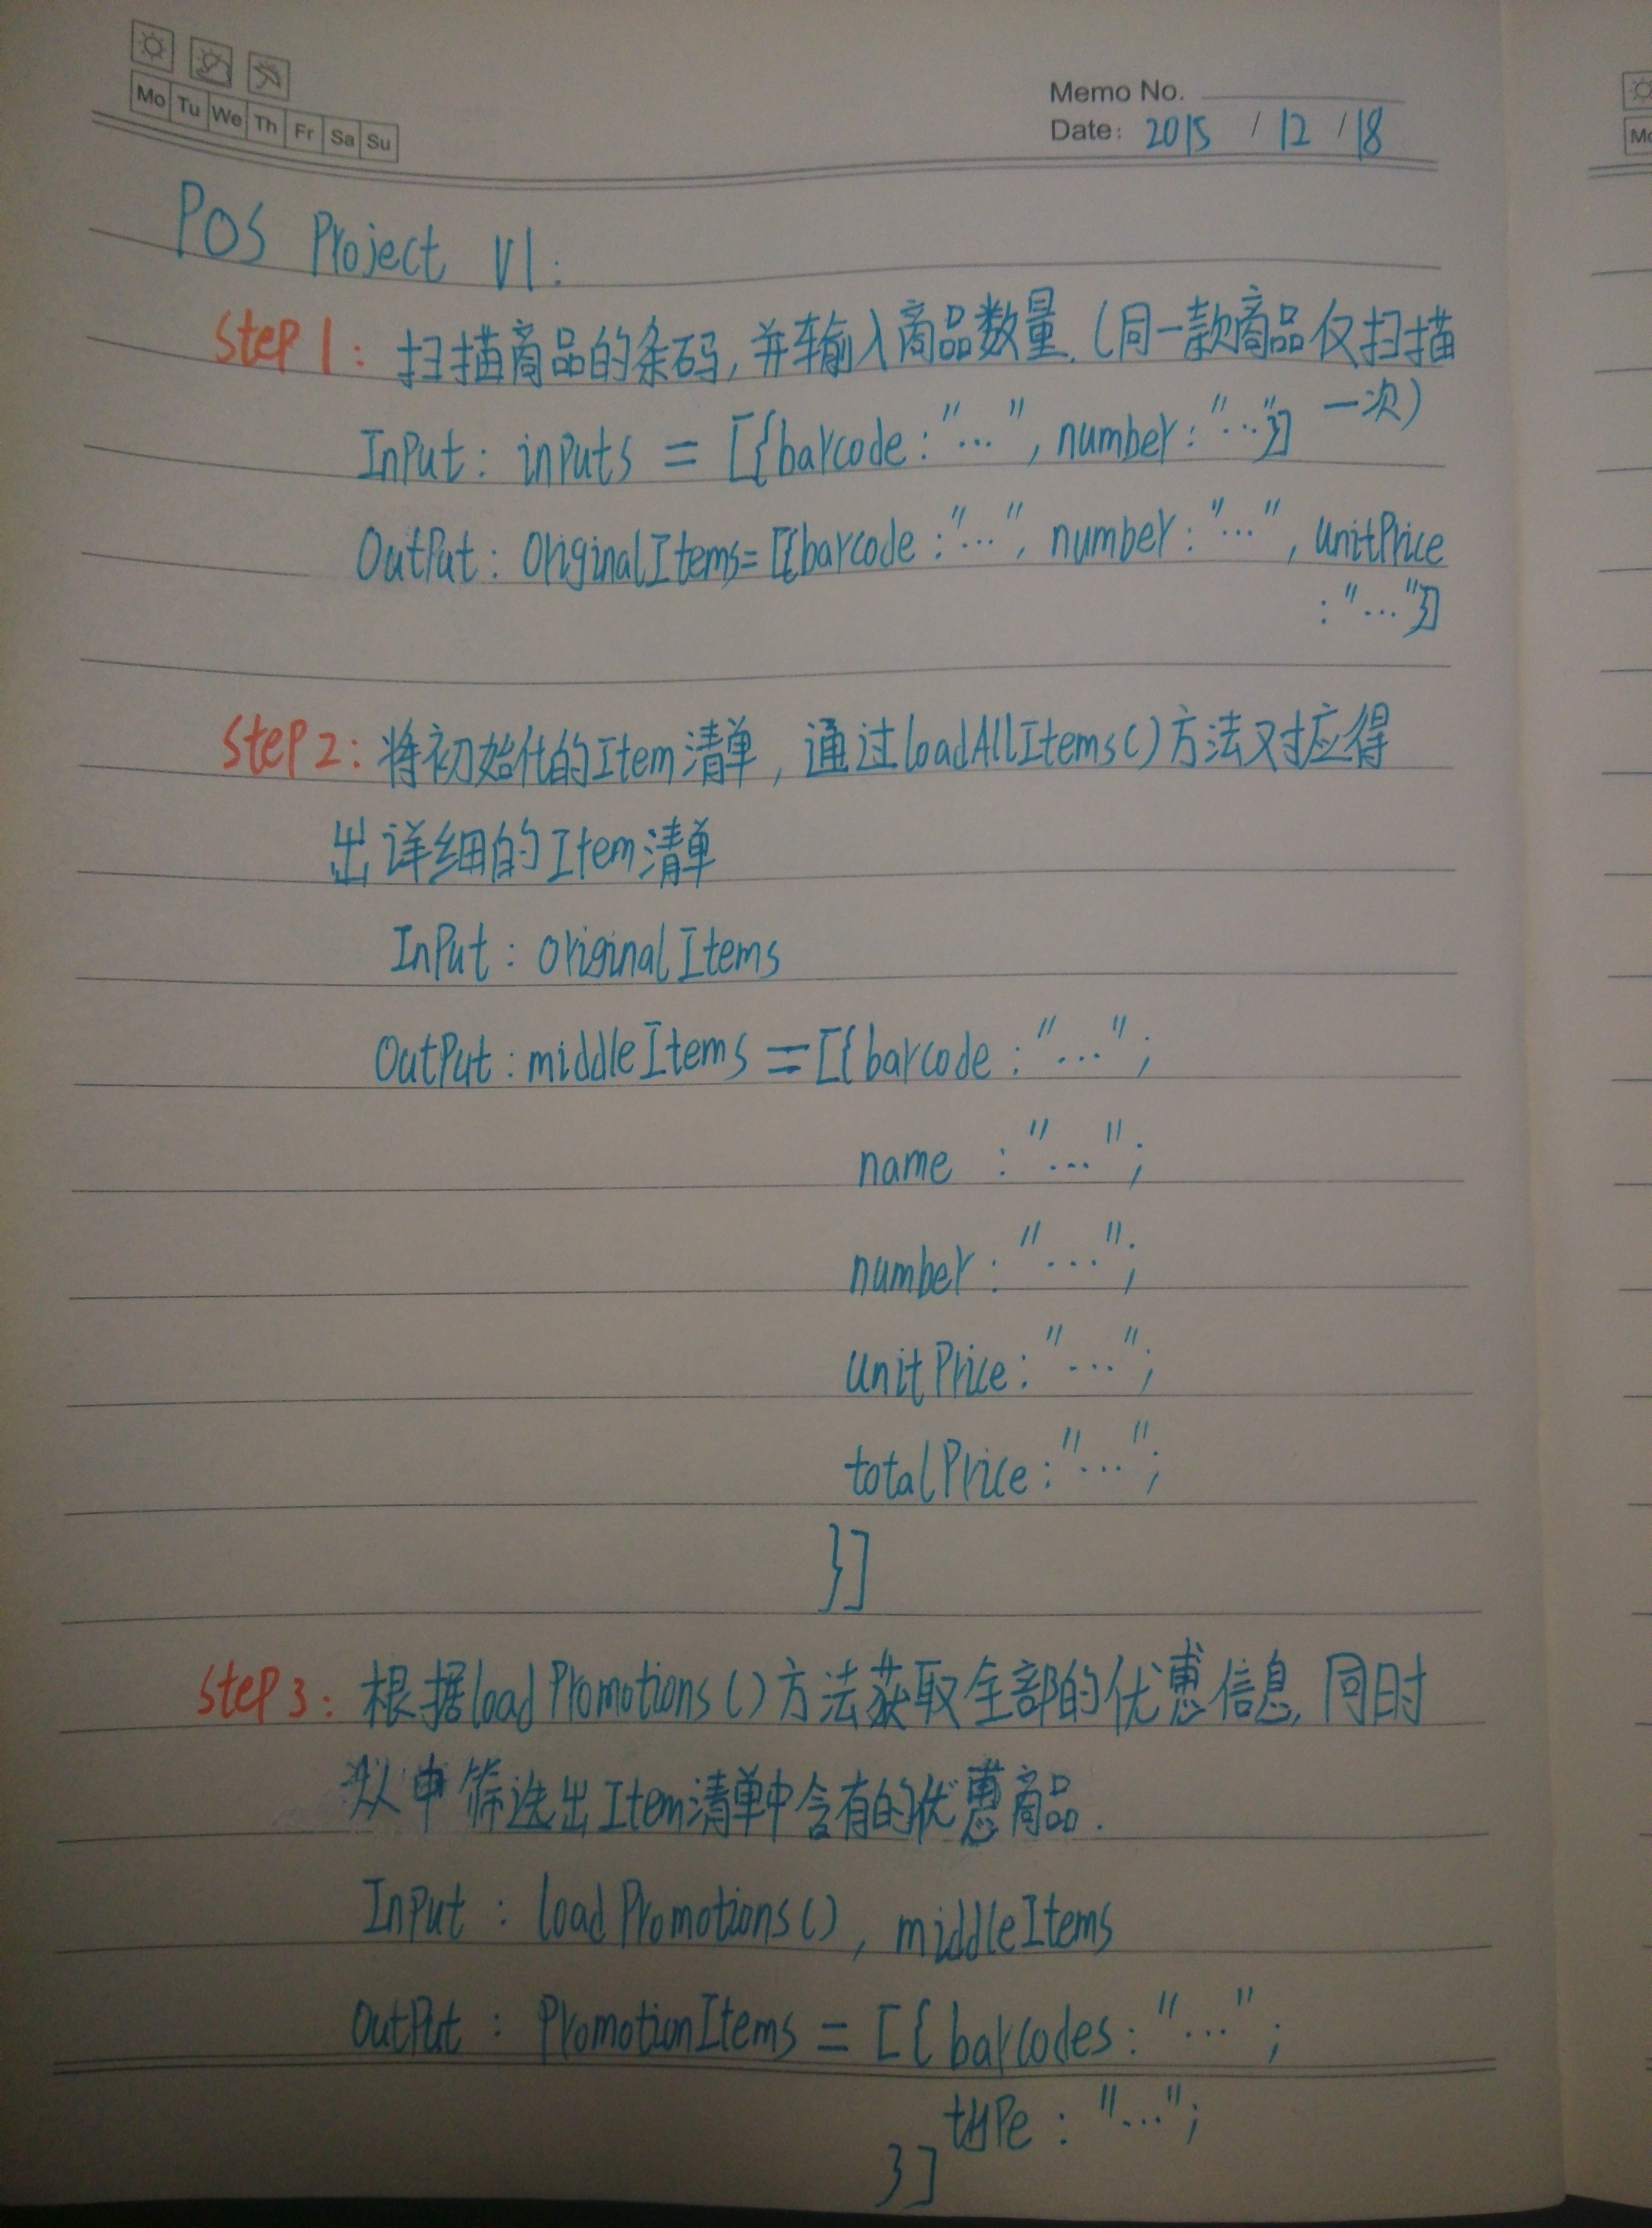 Mo Tu We Th Fr Sa Su
Memo No.
Date: 2015 / 12 / 18
POS Project V1:
Step 1: 扫描商品的条码,并输入商品数量.(同一款商品仅扫描
一次)
InPut: inPuts = [{barcode:"...", number:"..."}]
OutPut: OriginalItems=[{barcode:"...", number:"...", UnitPrice
:"..."}]
Step 2: 将初始化的Item清单,通过loadAllItems()方法对应得
出详细的Item清单
InPut: OriginalItems
OutPut: middleItems = [{barcode:"...";
name :"...";
number:"...";
UnitPrice:"...";
totalPrice:"...";
}]
Step 3: 根据loadPromotions()方法获取全部的优惠信息,同时
从中筛选出Item清单中含有的优惠商品.
InPut: loadPromotions(), middleItems
OutPut: PromotionItems = [{barcodes:"...";
tyPe:"...";
}]